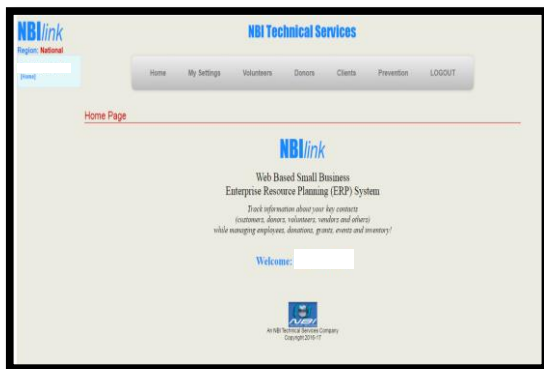 NBIlink
NBI Technical Services
Region: National
[Home]
Home My Settings Volunteers Donors Clients Prevention LOGOUT
Home Page
NBIlink
Web Based Small Business
Enterprise Resource Planning (ERP) System
Track information about your key contacts
(customers, donors, volunteers, vendors and others)
while managing employees, donations, grants, events and inventory!
Welcome:
NBI
An NBI Technical Services Company
Copyright 2016-17